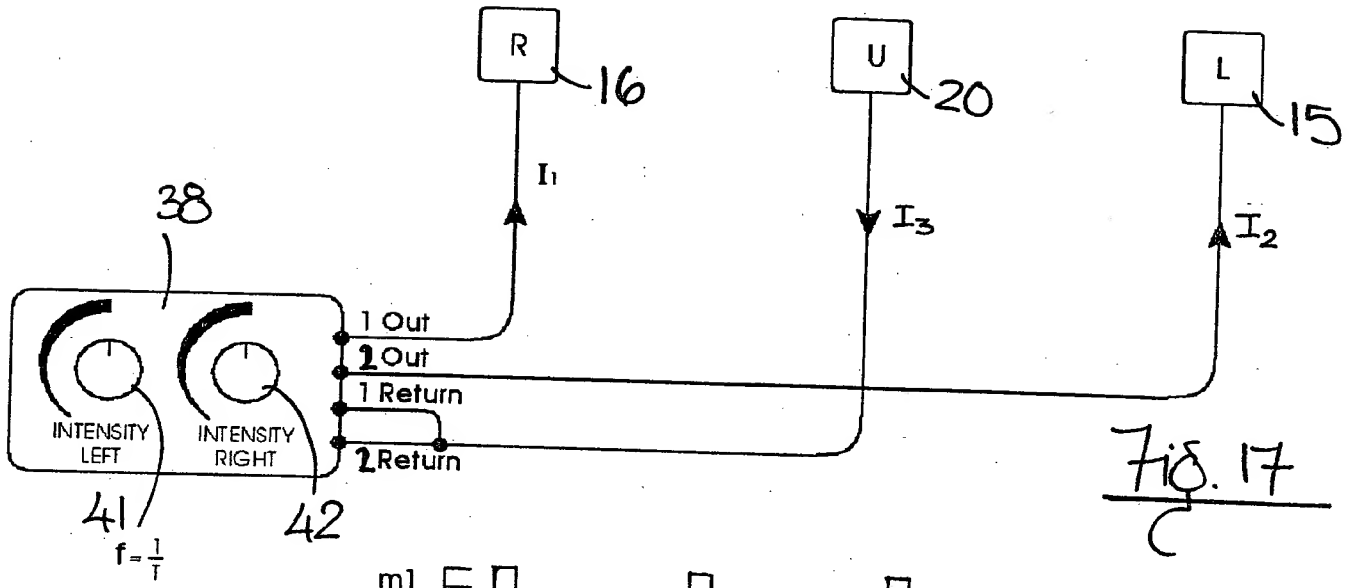 R
16
U
20
L
15
I₁
I₃
I₂
38
1 Out
2 Out
1 Return
2 Return
INTENSITY LEFT
INTENSITY RIGHT
41
42
f = 1/T
Fig. 17
m1